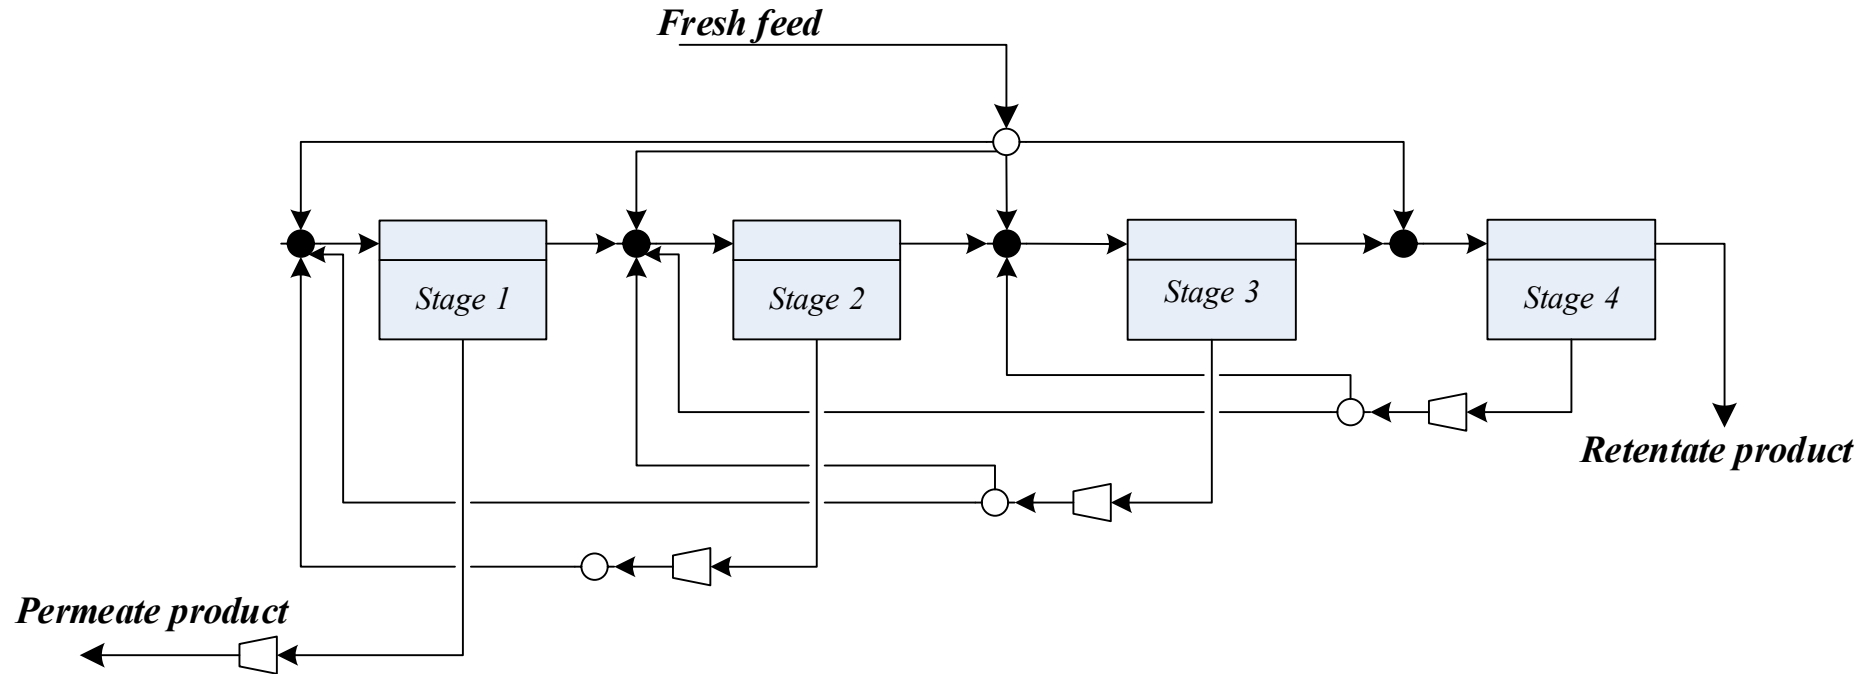 Fresh feed
Stage 1
Stage 2
Stage 3
Stage 4
Retentate product
Permeate product